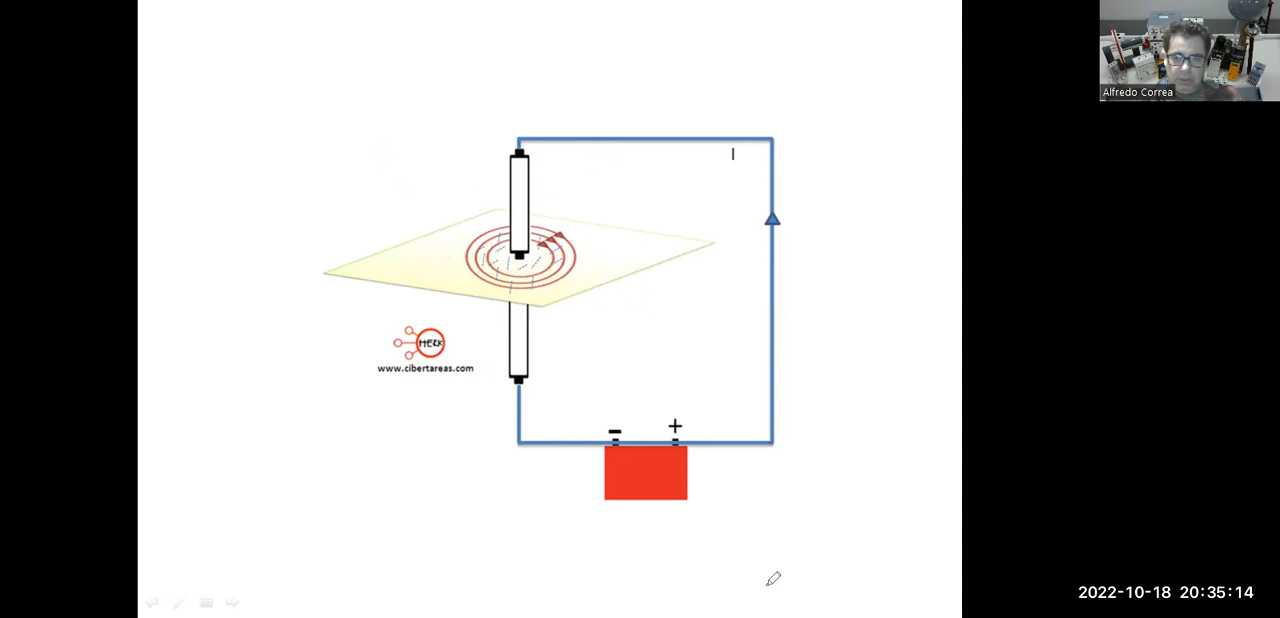 Alfredo Correa
I
HERK
www.cibertareas.com
- +
2022-10-18 20:35:14